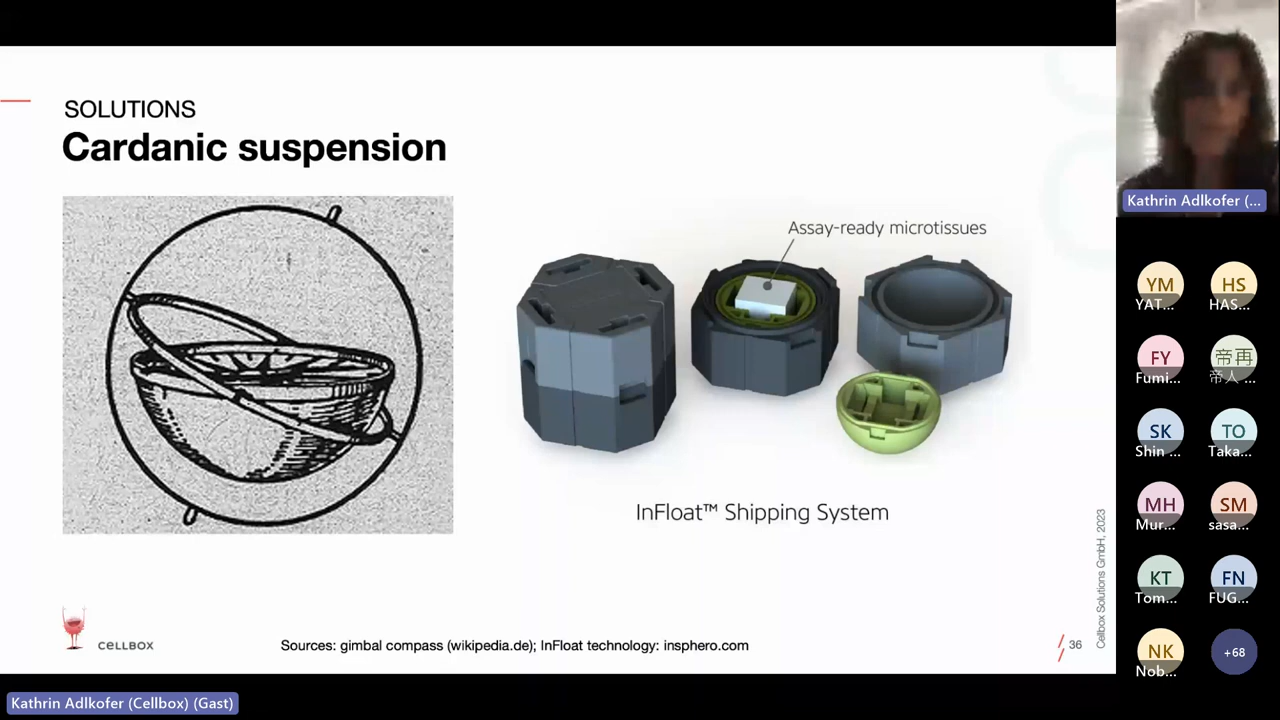 SOLUTIONS
Cardanic suspension
Assay-ready microtissues
InFloat™ Shipping System
CELLBOX
Sources: gimbal compass (wikipedia.de); InFloat technology: insphero.com
36
Cellbox Solutions GmbH, 2023
Kathrin Adlkofer (...
YM
YAT...
HS
HAS...
FY
Fumi...
帝再
帝人 ...
SK
Shin ...
TO
Taka...
MH
Mur...
SM
sasa...
KT
Tom...
FN
FUG...
NK
Nob...
+68
Kathrin Adlkofer (Cellbox) (Gast)